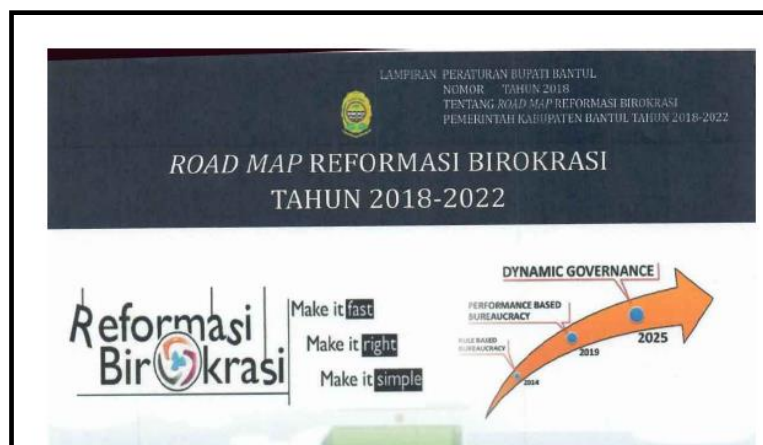 LAMPIRAN PERATURAN BUPATI BANTUL
NOMOR TAHUN 2018
TENTANG ROAD MAP REFORMASI BIROKRASI
PEMERINTAH KABUPATEN BANTUL TAHUN 2018-2022
ROAD MAP REFORMASI BIROKRASI
TAHUN 2018-2022
Reformasi
Birokrasi
Make it fast
Make it right
Make it simple
DYNAMIC GOVERNANCE
PERFORMANCE BASED
BUREAUCRACY
RULE BASED
BUREAUCRACY
2025
2019
2014